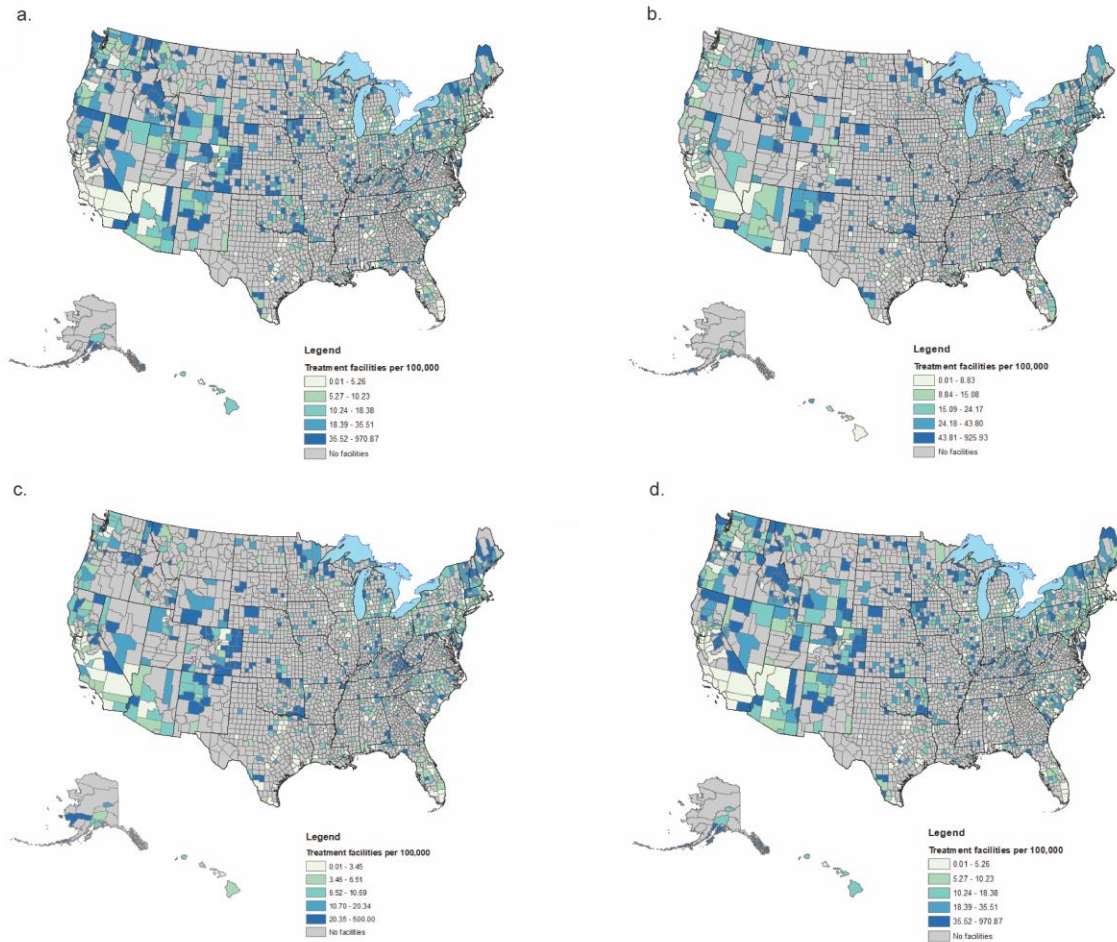 a.
b.
Legend
Treatment facilities per 100,000
0.01 - 5.26
5.27 - 10.23
10.24 - 18.38
18.39 - 35.51
35.52 - 970.87
No facilities
Legend
Treatment facilities per 100,000
0.01 - 8.83
8.84 - 15.08
15.09 - 24.17
24.18 - 43.80
43.81 - 925.93
No facilities
c.
d.
Legend
Treatment facilities per 100,000
0.01 - 3.45
3.46 - 6.51
6.52 - 10.69
10.70 - 20.34
20.35 - 500.00
No facilities
Legend
Treatment facilities per 100,000
0.01 - 5.26
5.27 - 10.23
10.24 - 18.38
18.39 - 35.51
35.52 - 970.87
No facilities